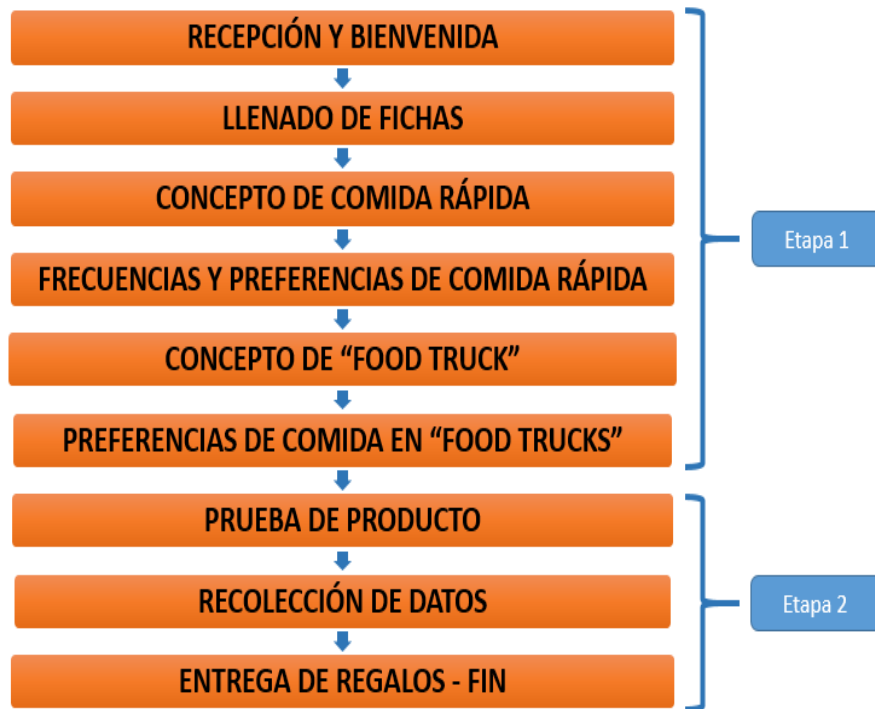 RECEPCIÓN Y BIENVENIDA
LLENADO DE FICHAS
CONCEPTO DE COMIDA RÁPIDA
FRECUENCIAS Y PREFERENCIAS DE COMIDA RÁPIDA
CONCEPTO DE “FOOD TRUCK”
PREFERENCIAS DE COMIDA EN “FOOD TRUCKS”
Etapa 1
PRUEBA DE PRODUCTO
RECOLECCIÓN DE DATOS
ENTREGA DE REGALOS - FIN
Etapa 2